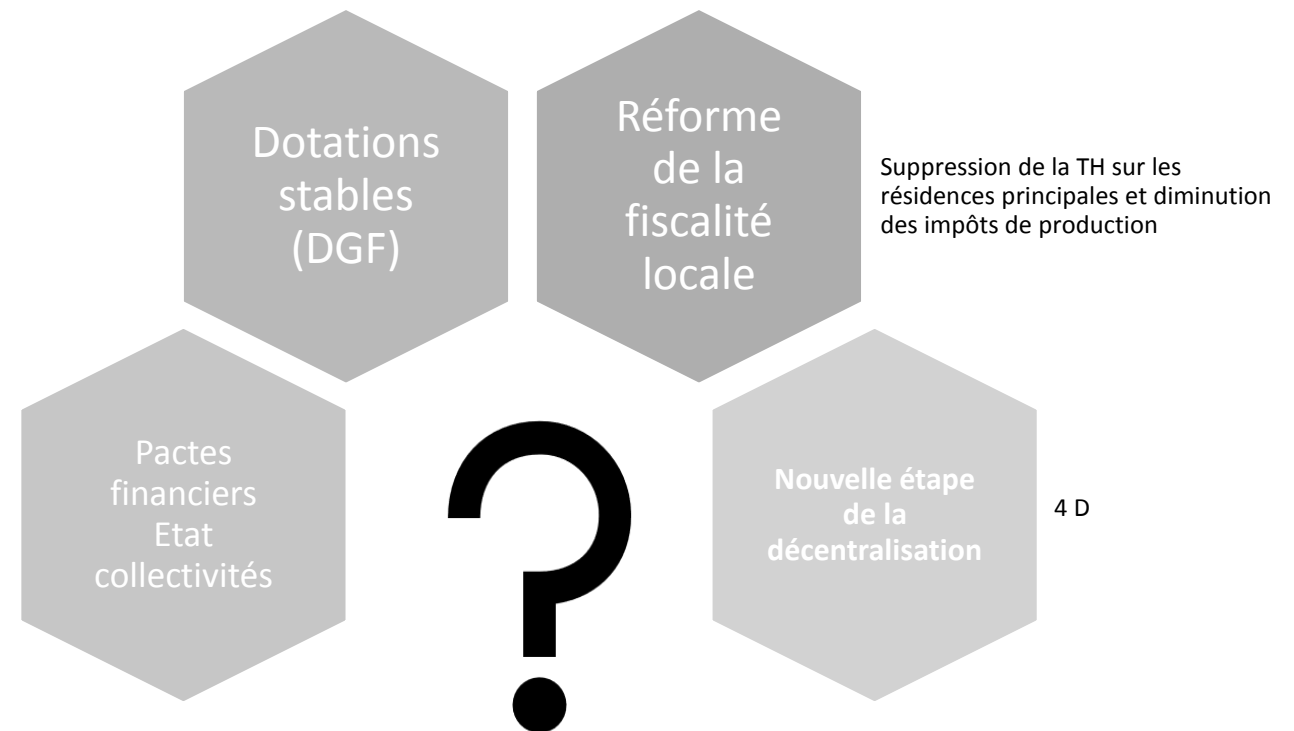 Dotations
stables
(DGF)
Réforme
de la
fiscalité
locale
Suppression de la TH sur les
résidences principales et diminution
des impôts de production
Pactes
financiers
Etat
collectivités
?
Nouvelle étape
de la
décentralisation
4 D